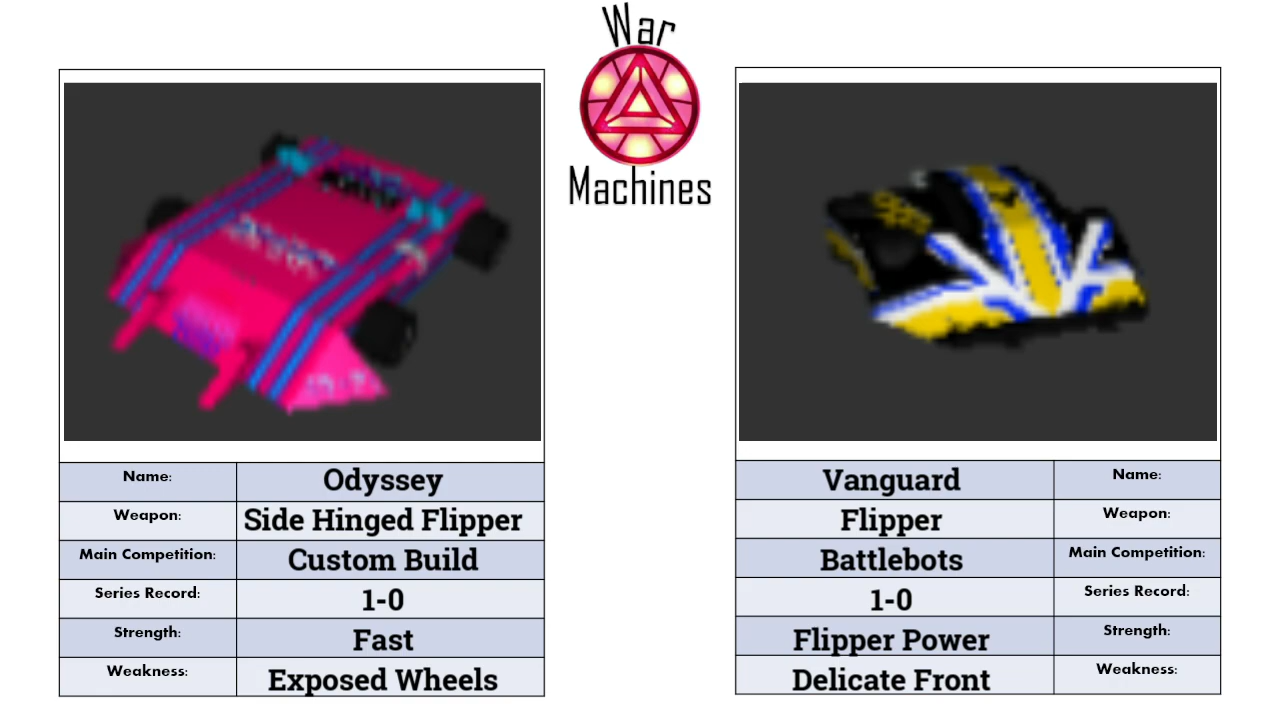 War
Machines
Name: Odyssey
Weapon: Side Hinged Flipper
Main Competition: Custom Build
Series Record: 1-0
Strength: Fast
Weakness: Exposed Wheels
Vanguard Name:
Flipper Weapon:
Battlebots Main Competition:
1-0 Series Record:
Flipper Power Strength:
Delicate Front Weakness: